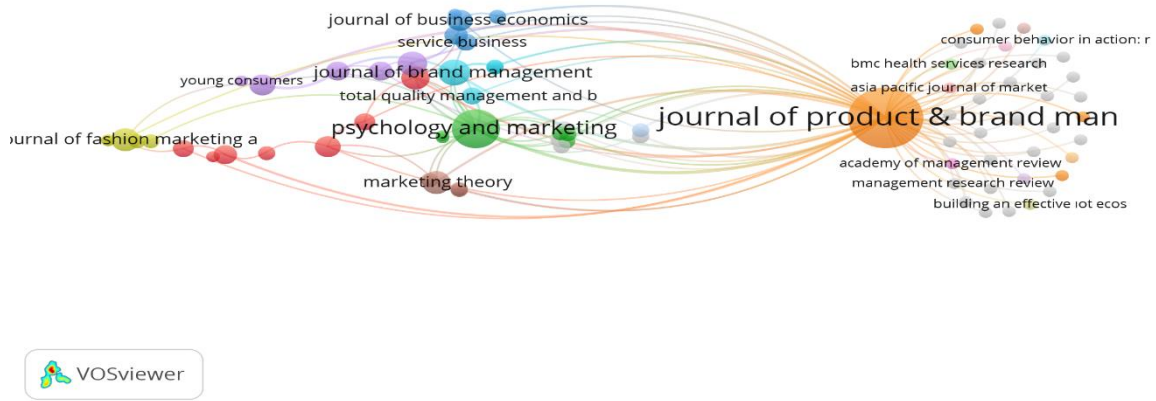 journal of business economics
service business
journal of brand management
young consumers
total quality management and b
psychology and marketing
ournal of fashion marketing a
marketing theory
consumer behavior in action: r
bmc health services research
asia pacific journal of market
journal of product & brand man
academy of management review
management research review
building an effective iot ecos
VOSviewer